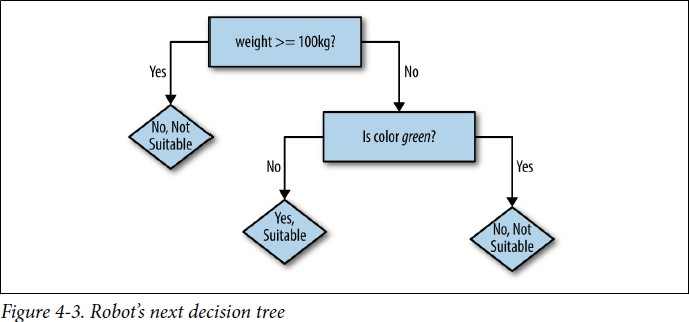 weight >= 100kg?
Yes
No
No, Not
Suitable
Is color green?
No
Yes
Yes,
Suitable
No, Not
Suitable
Figure 4-3. Robot’s next decision tree